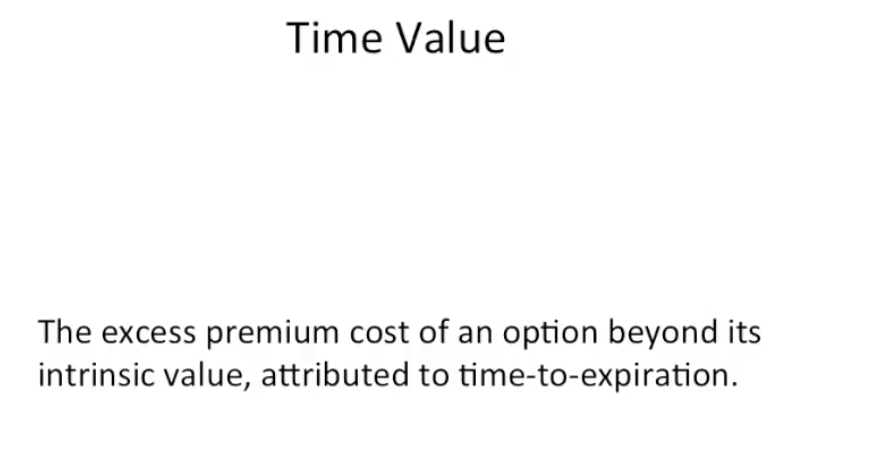 Time Value
The excess premium cost of an option beyond its
intrinsic value, attributed to time-to-expiration.